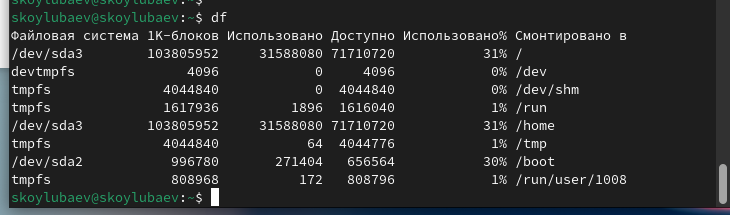 skoylubaev@skoylubaev:~$
skoylubaev@skoylubaev:~$ df
Файловая система 1K-блоков Использовано Доступно Использовано% Смонтировано в
/dev/sda3 103805952 31588080 71710720 31% /
devtmpfs 4096 0 4096 0% /dev
tmpfs 4044840 0 4044840 0% /dev/shm
tmpfs 1617936 1896 1616040 1% /run
/dev/sda3 103805952 31588080 71710720 31% /home
tmpfs 4044840 64 4044776 1% /tmp
/dev/sda2 996780 271404 656564 30% /boot
tmpfs 808968 172 808796 1% /run/user/1008
skoylubaev@skoylubaev:~$